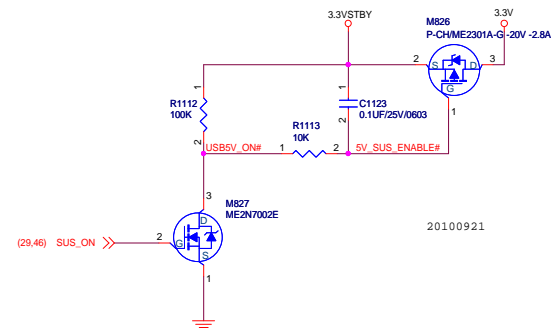 3.3VSTBY
3.3V
M826
P-CH/ME2301A-G -20V -2.8A
2
S
D
3
G
1
1
R1112
100K
2
1
C1123
0.1UF/25V/0603
2
R1113
10K
USB5V_ON#
1
2
5V_SUS_ENABLE#
3
M827
ME2N7002E
D
(29,46) SUS_ON
2
G
S
1
20100921